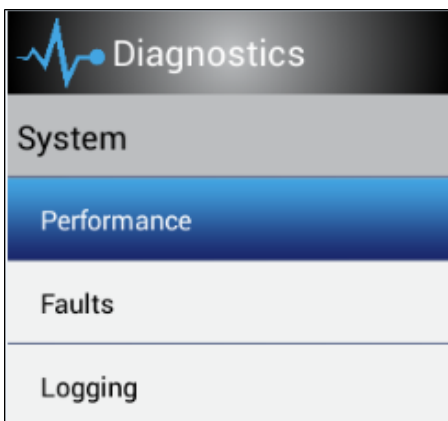 Diagnostics
System
Performance
Faults
Logging